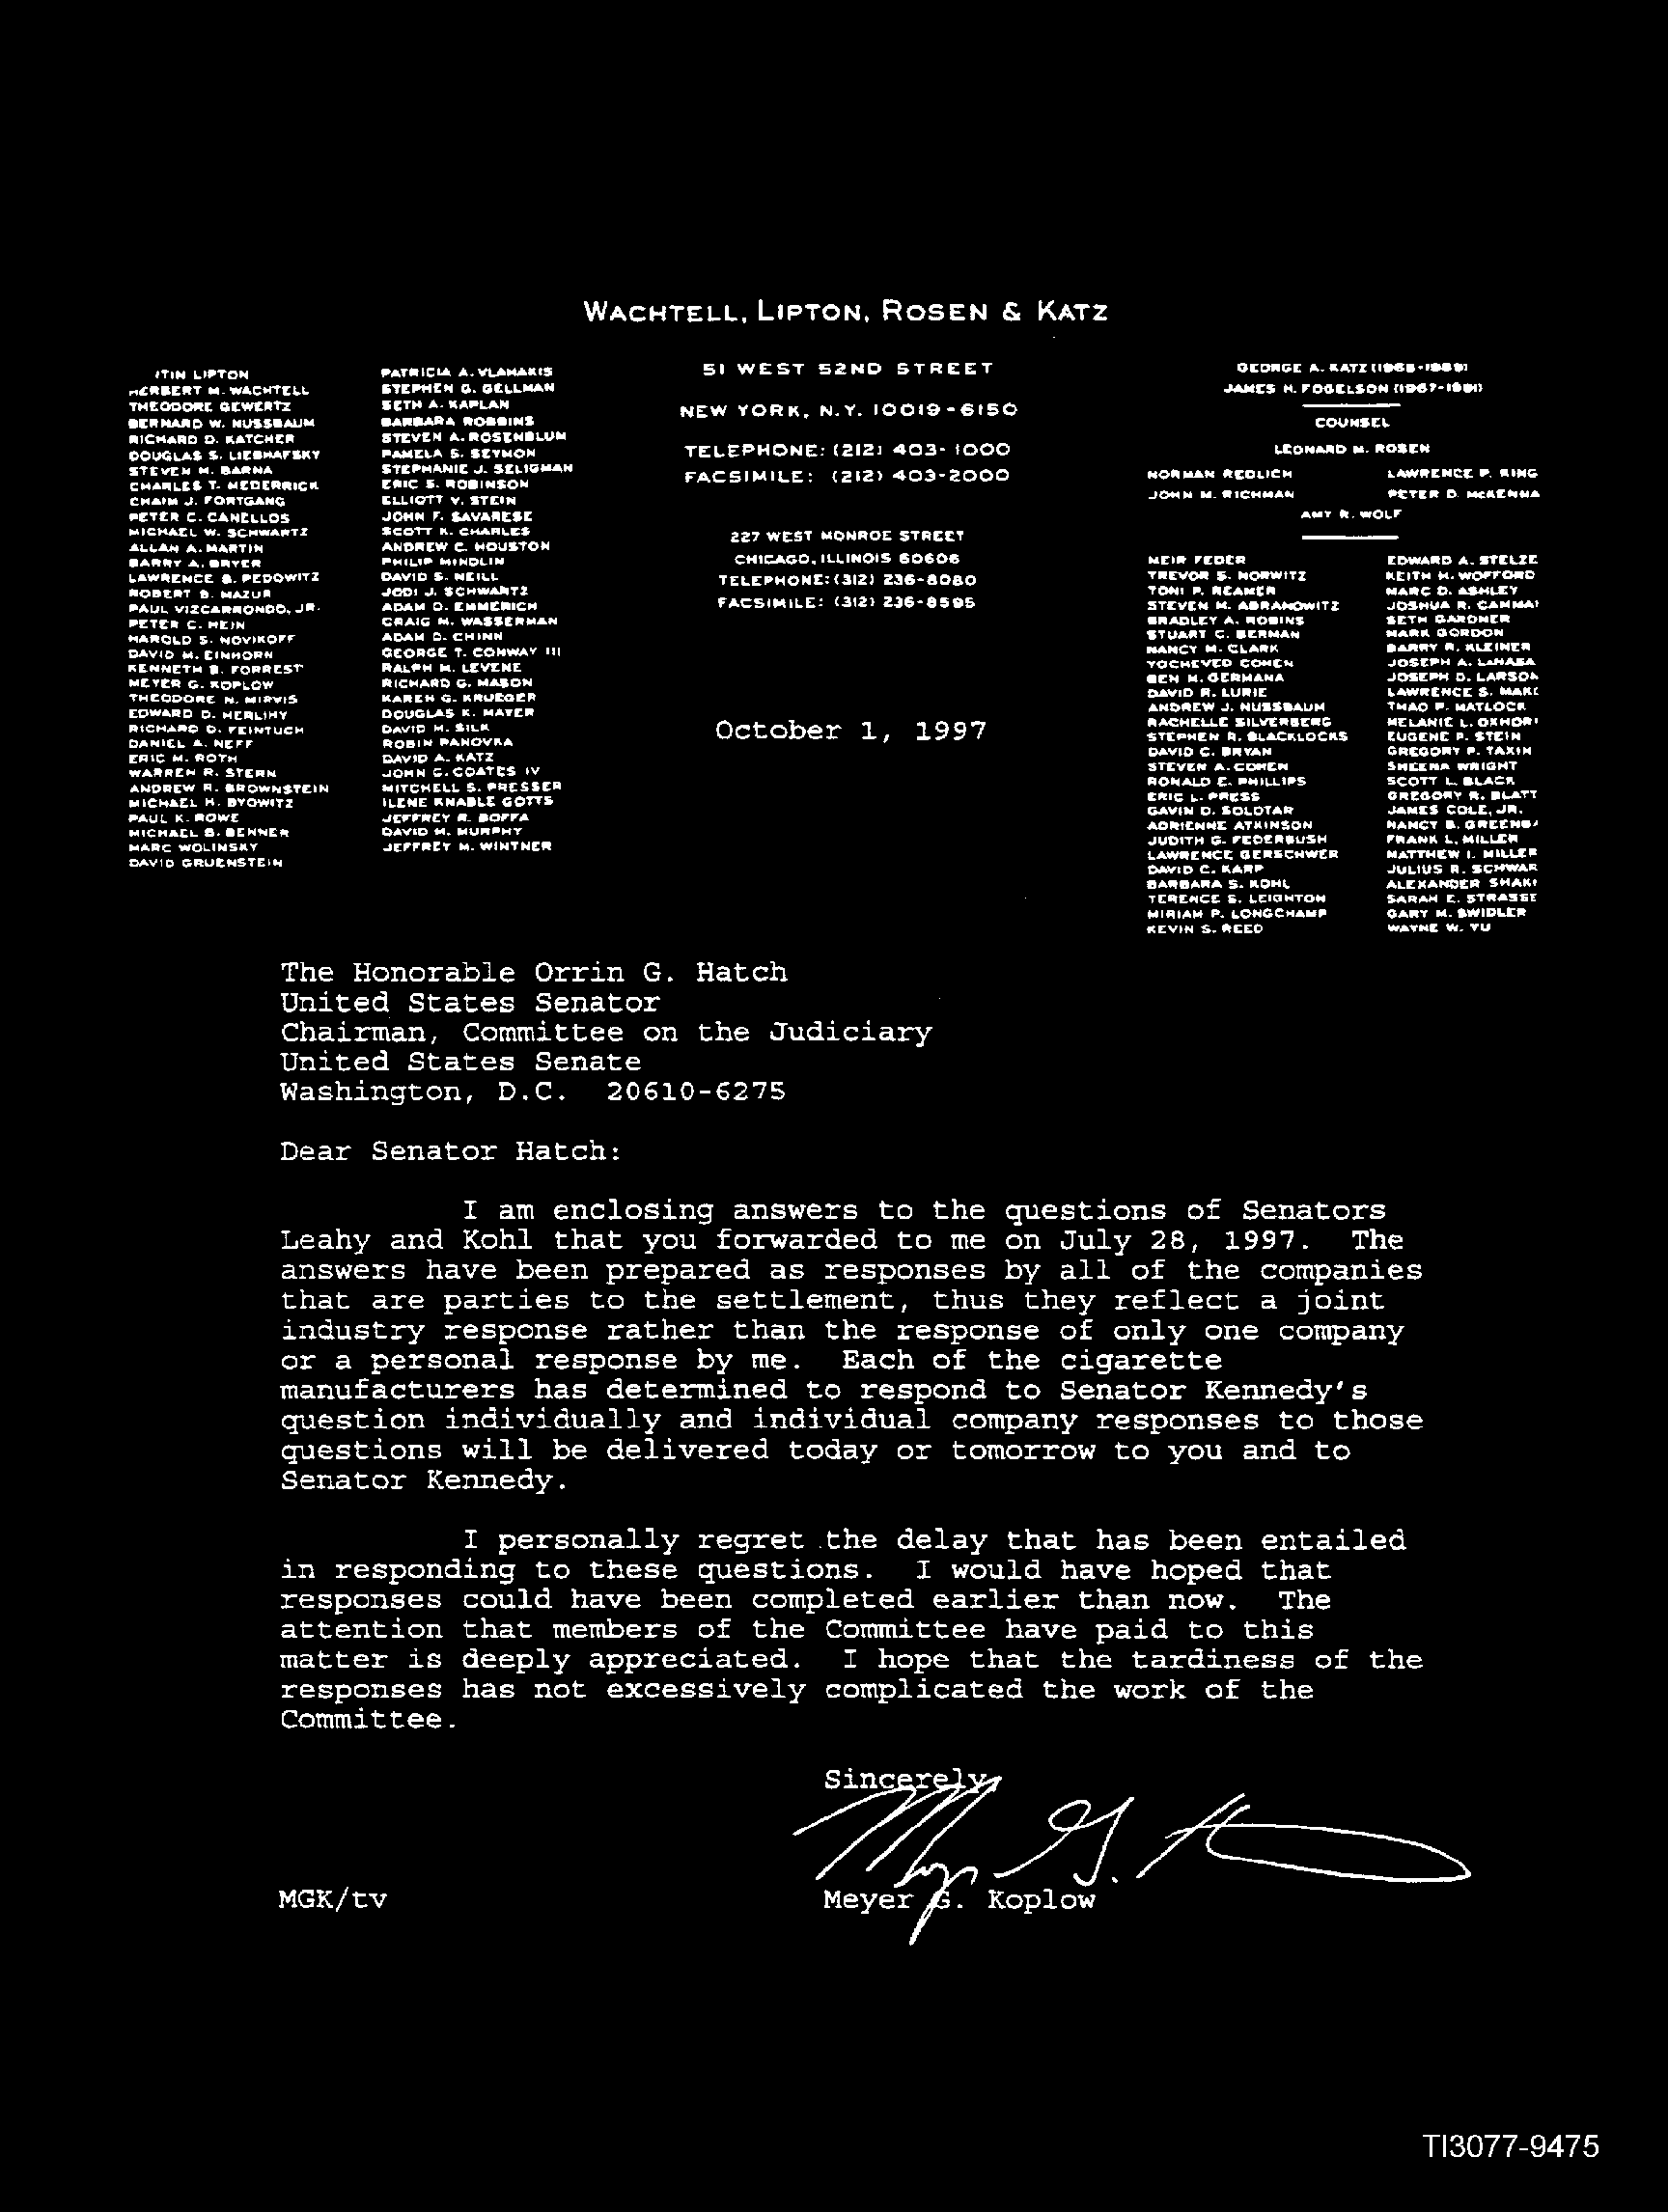 WACHTELL, LIPTON, ROSEN & KATZ
LIPTON
HERBERT M. WACHTELL
THEODORE GEWERTZ
BERNARD W. NUSSBAUM
RICHARD D. KATCHER
DOUGLAS S. LIEBHAFSKY
STEVEN M. BARNA
CHARLES T. MEDERRICK
CHAIM J. FORTGANG
PETER C. CANELLOS
MICHAEL W. SCHWARTZ
ALLAN A. MARTIN
BARRY A. BRYER
LAWRENCE B. PEDOWITZ
ROBERT B. MAZUR
PAUL VIZCARRONDO, JR.
PETER C. HEIN
HAROLD S. NOVIKOFF
DAVID M. EINHORN
KENNETH B. FORREST
MEYER G. KOPLOW
THEODORE N. MIRVIS
EDWARD D. HERLIHY
RICHARD D. FEINTUCH
DANIEL A. NEFF
ERIC M. ROTH
WARREN R. STERN
ANDREW R. BROWNSTEIN
MICHAEL H. BYOWITZ
PAUL K. ROWE
MICHAEL B. BENNER
MARC WOLINSKY
DAVID GRUENSTEIN
PATRICIA A. VLAHAKIS
STEPHEN G. GELLMAN
SETH A. KAPLAN
BARBARA ROBBINS
STEVEN A. ROSENBLUM
PAMELA S. SEYMON
STEPHANIE J. SELIGMAN
ERIC S. ROBINSON
ELLIOTT V. STEIN
JOHN F. SAVARESE
SCOTT K. CHARLES
ANDREW C. HOUSTON
PHILIP MINDLIN
DAVID S. NEILL
JODI J. SCHWARTZ
ADAM O. EMMERICH
CRAIG M. WASSERMAN
ADAM D. CHINN
GEORGE T. CONWAY III
RALPH M. LEVENE
RICHARD G. MASON
KAREN G. KRUEGER
DOUGLAS K. MAYER
DAVID M. SILK
ROBIN PANOVKA
DAVID A. KATZ
JOHN C. COATES IV
MITCHELL S. PRESSER
ILENE KNABLE GOTTS
JEFFREY R. BOFFA
DAVID M. MURPHY
JEFFREY M. WINTNER
51 WEST 52ND STREET
NEW YORK, N.Y. 10019-6150
TELEPHONE: (212) 403-1000
FACSIMILE: (212) 403-2000
227 WEST MONROE STREET
CHICAGO, ILLINOIS 60606
TELEPHONE: (312) 236-8080
FACSIMILE: (312) 236-8595
October 1, 1997
GEORGE A. KATZ (1965-1989)
JAMES H. FOGELSON (1967-1991)
COUNSEL
LEONARD M. ROSEN
NORMAN REDLICH LAWRENCE P. KING
JOHN M. RICHMAN PETER D. McKENNA
AMY R. WOLF
MEIR FEDER
TREVOR S. NORWITZ
TONI P. REAMER
STEVEN M. ABRAMOWITZ
BRADLEY A. ROBINS
STUART C. BERMAN
NANCY M. CLARK
YOCHEVED COHEN
BEN M. GERMANA
DAVID R. LURIE
ANDREW J. NUSSBAUM
RACHELLE SILVERBERG
STEPHEN R. BLACKLOCKS
DAVID C. BRYAN
STEVEN A. COHEN
RONALD E. PHILLIPS
ERIC L. PRESS
GAVIN D. SOLOTAR
ADRIENNE ATKINSON
JUDITH G. FEDERBUSH
LAWRENCE GERSCHWER
DAVID C. KARP
BARBARA S. KOHL
TERENCE E. LEIGHTON
MIRIAM P. LONGCHAMP
KEVIN S. REED
EDWARD A. STELZE
KEITH H. WOFFORD
MARC D. ASHLEY
JOSHUA R. CAMMA
SETH GARDNER
MARK GORDON
BARRY R. KLEINER
JOSEPH A. LAHABA
JOSEPH D. LARSON
LAWRENCE S. MAKC
THAO P. MATLOCK
MELANIE L. OXHOR
EUGENE P. STEIN
GREGORY P. TAXIN
SHEENA WRIGHT
SCOTT L. BLACK
GREGORY R. BLATT
JAMES COLE, JR.
NANCY B. GREENB
FRANK L. MILLER
MATTHEW I. MILLER
JULIUS R. SCHWAR
ALEXANDER SHAK
SARAH E. STRASSE
GARY M. SWIDLER
WAYNE W. YU
The Honorable Orrin G. Hatch
United States Senator
Chairman, Committee on the Judiciary
United States Senate
Washington, D.C. 20610-6275
Dear Senator Hatch:
I am enclosing answers to the questions of Senators
Leahy and Kohl that you forwarded to me on July 28, 1997. The
answers have been prepared as responses by all of the companies
that are parties to the settlement, thus they reflect a joint
industry response rather than the response of only one company
or a personal response by me. Each of the cigarette
manufacturers has determined to respond to Senator Kennedy's
question individually and individual company responses to those
questions will be delivered today or tomorrow to you and to
Senator Kennedy.
I personally regret the delay that has been entailed
in responding to these questions. I would have hoped that
responses could have been completed earlier than now. The
attention that members of the Committee have paid to this
matter is deeply appreciated. I hope that the tardiness of the
responses has not excessively complicated the work of the
Committee.
Sincerely,
MGK/tv
Meyer G. Koplow
TI3077-9475